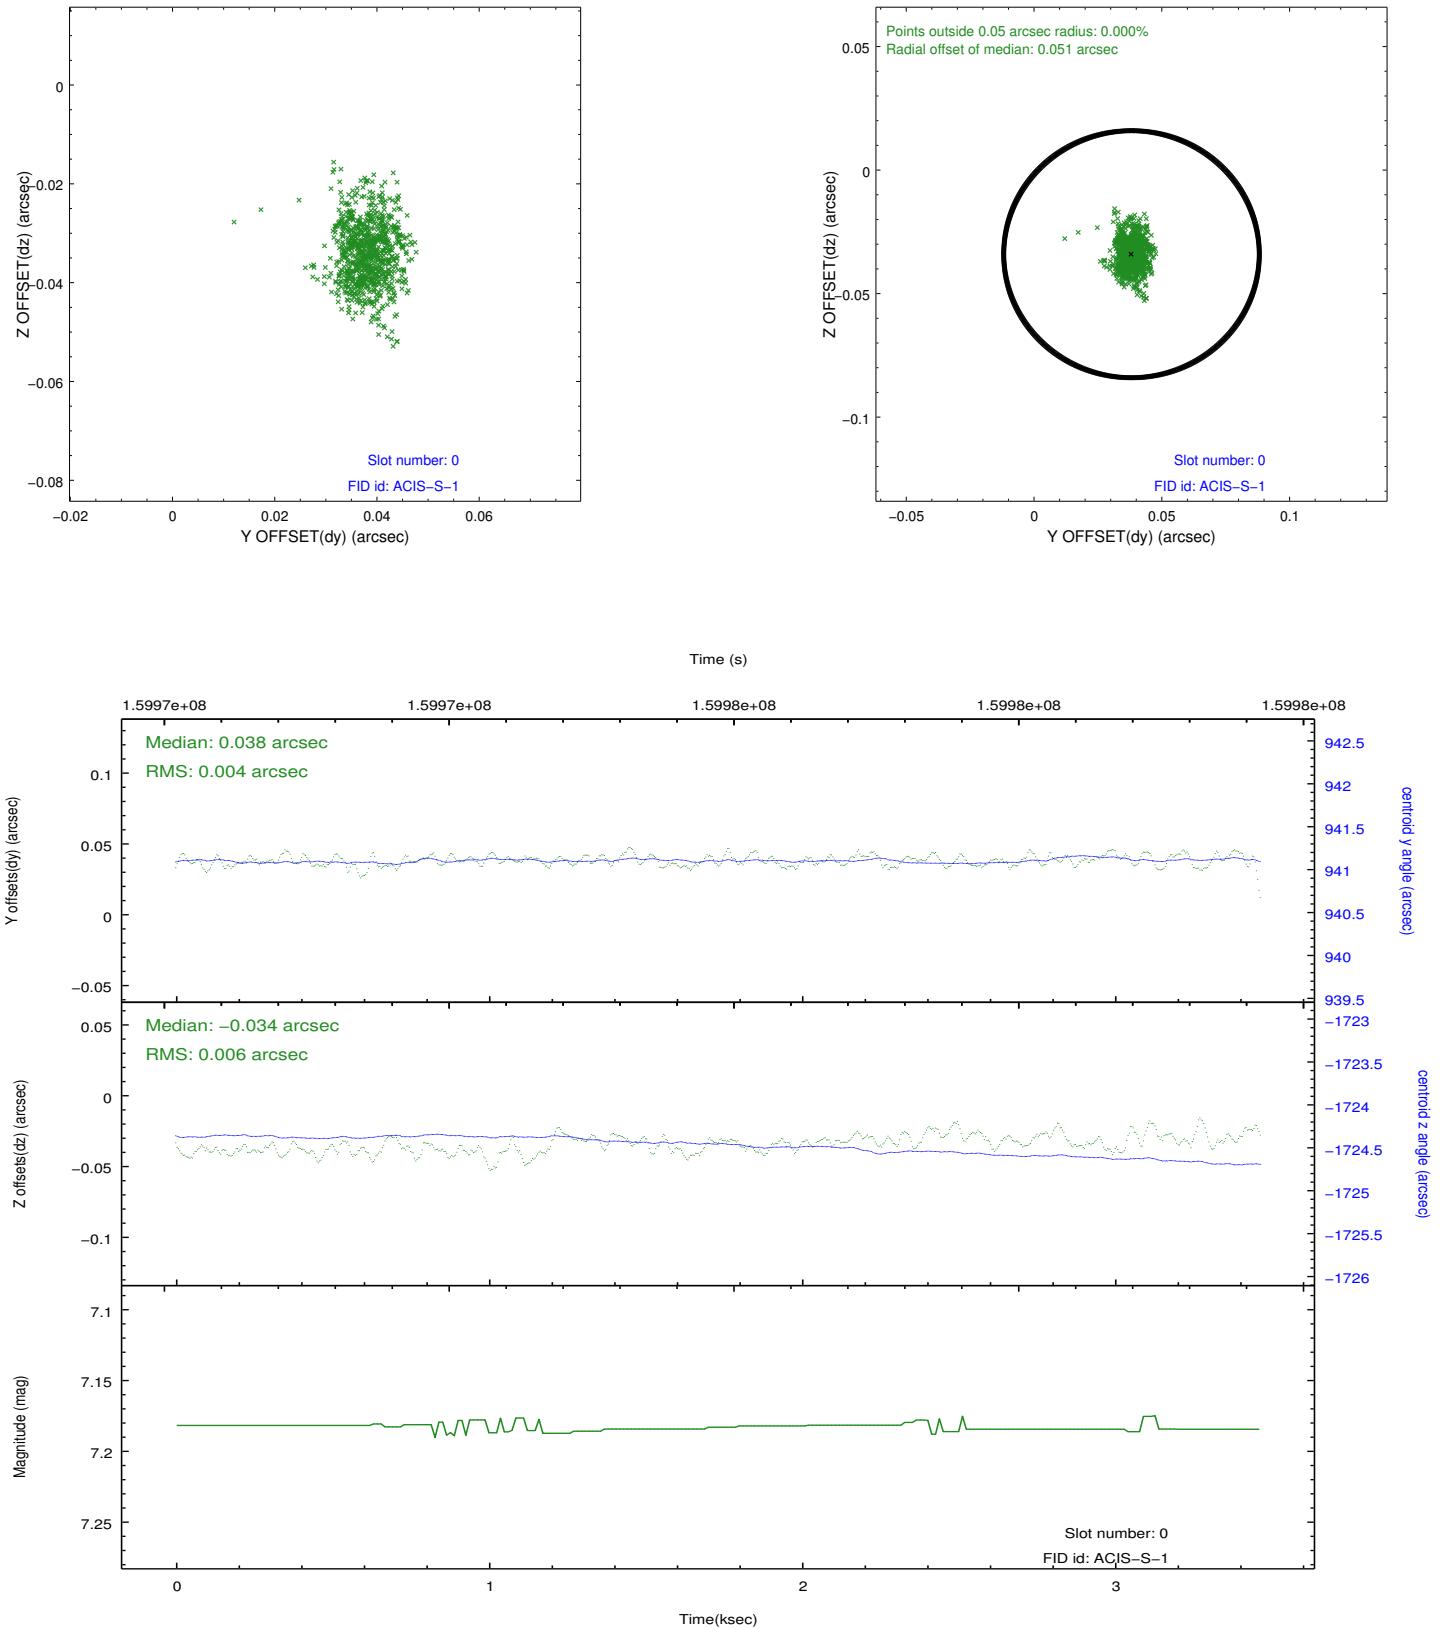 0
−0.02
−0.04
−0.06
−0.08
Z OFFSET(dz) (arcsec)
Slot number: 0
FID id: ACIS−S−1
−0.02
0
0.02
0.04
0.06
Y OFFSET(dy) (arcsec)
Points outside 0.05 arcsec radius: 0.000%
Radial offset of median: 0.051 arcsec
0.05
0
−0.05
−0.1
Z OFFSET(dz) (arcsec)
Slot number: 0
FID id: ACIS−S−1
−0.05
0
0.05
0.1
Y OFFSET(dy) (arcsec)
Time (s)
1.5997e+08
1.5997e+08
1.5998e+08
1.5998e+08
1.5998e+08
Median: 0.038 arcsec
RMS: 0.004 arcsec
0.1
0.05
0
−0.05
Y offsets(dy) (arcsec)
942.5
942
941.5
941
940.5
940
939.5
centroid y angle (arcsec)
Median: −0.034 arcsec
RMS: 0.006 arcsec
0.05
0
−0.05
−0.1
Z offsets(dz) (arcsec)
−1723
−1723.5
−1724
−1724.5
−1725
−1725.5
−1726
centroid z angle (arcsec)
7.1
7.15
7.2
7.25
Magnitude (mag)
Slot number: 0
FID id: ACIS−S−1
0
1
2
3
Time(ksec)